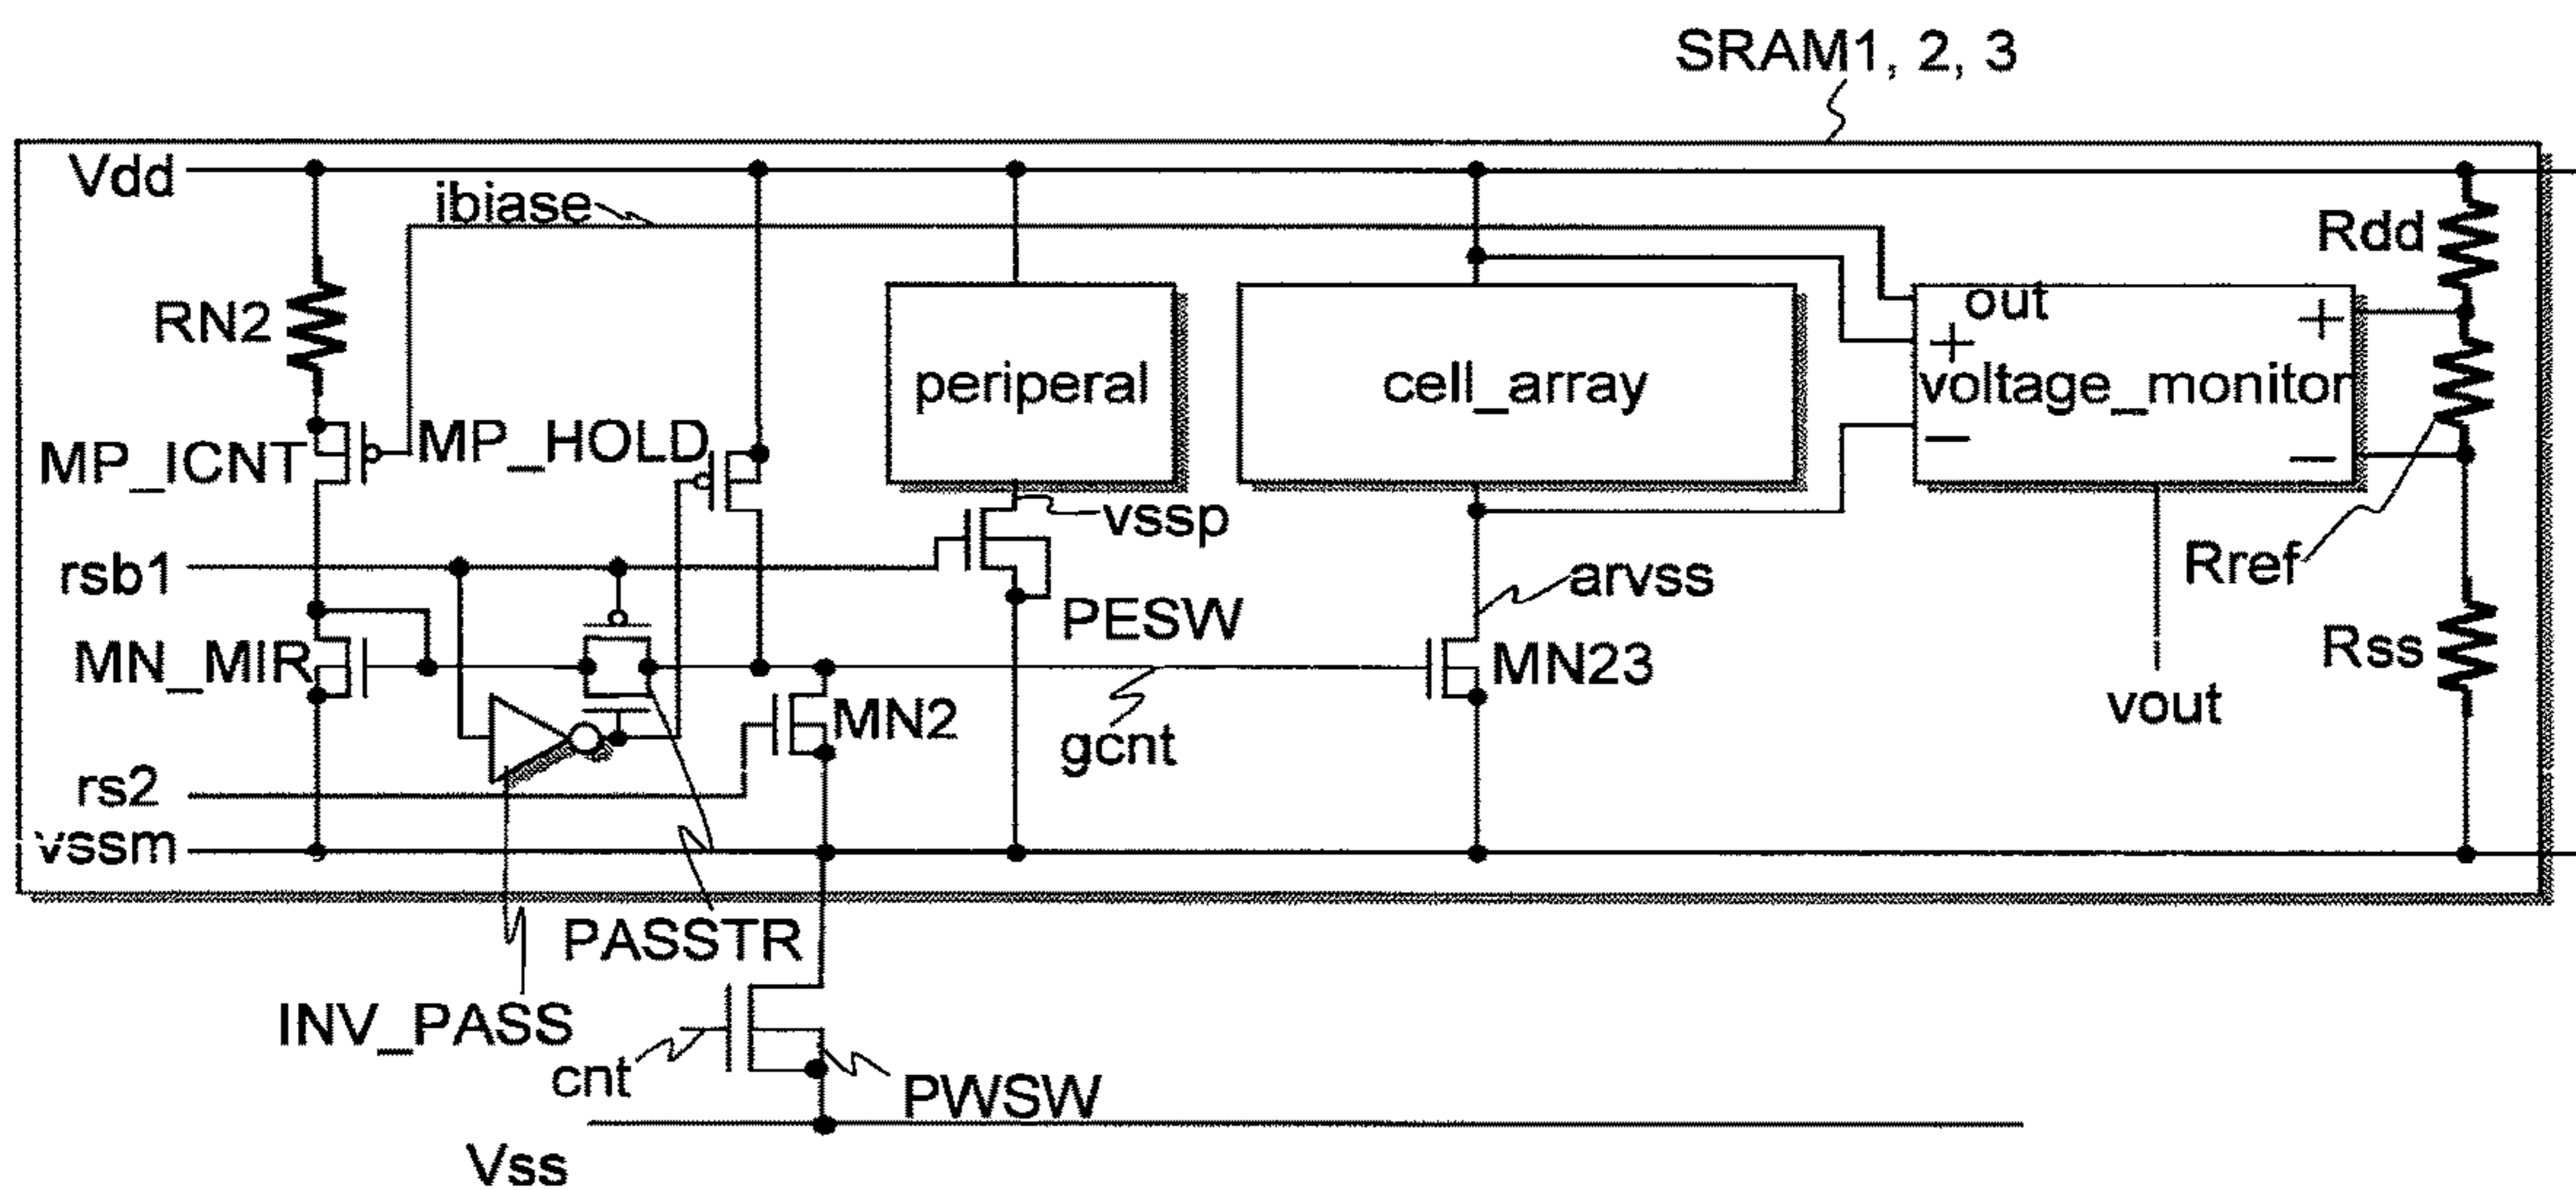 SRAM1, 2, 3
Vdd
ibiase
Rdd
RN2
out
+
+
periperal
cell_array
voltage_monitor
MP_ICNT
MP_HOLD
−
−
vssp
rsb1
Rref
arvss
PESW
MN_MIR
MN23
Rss
MN2
vout
gcnt
rs2
vssm
PASSTR
INV_PASS
cnt
PWSW
Vss